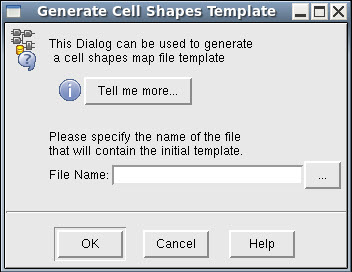 Generate Cell Shapes Template
This Dialog can be used to generate
a cell shapes map file template
Tell me more...
Please specify the name of the file
that will contain the initial template.
File Name:
...
OK
Cancel
Help